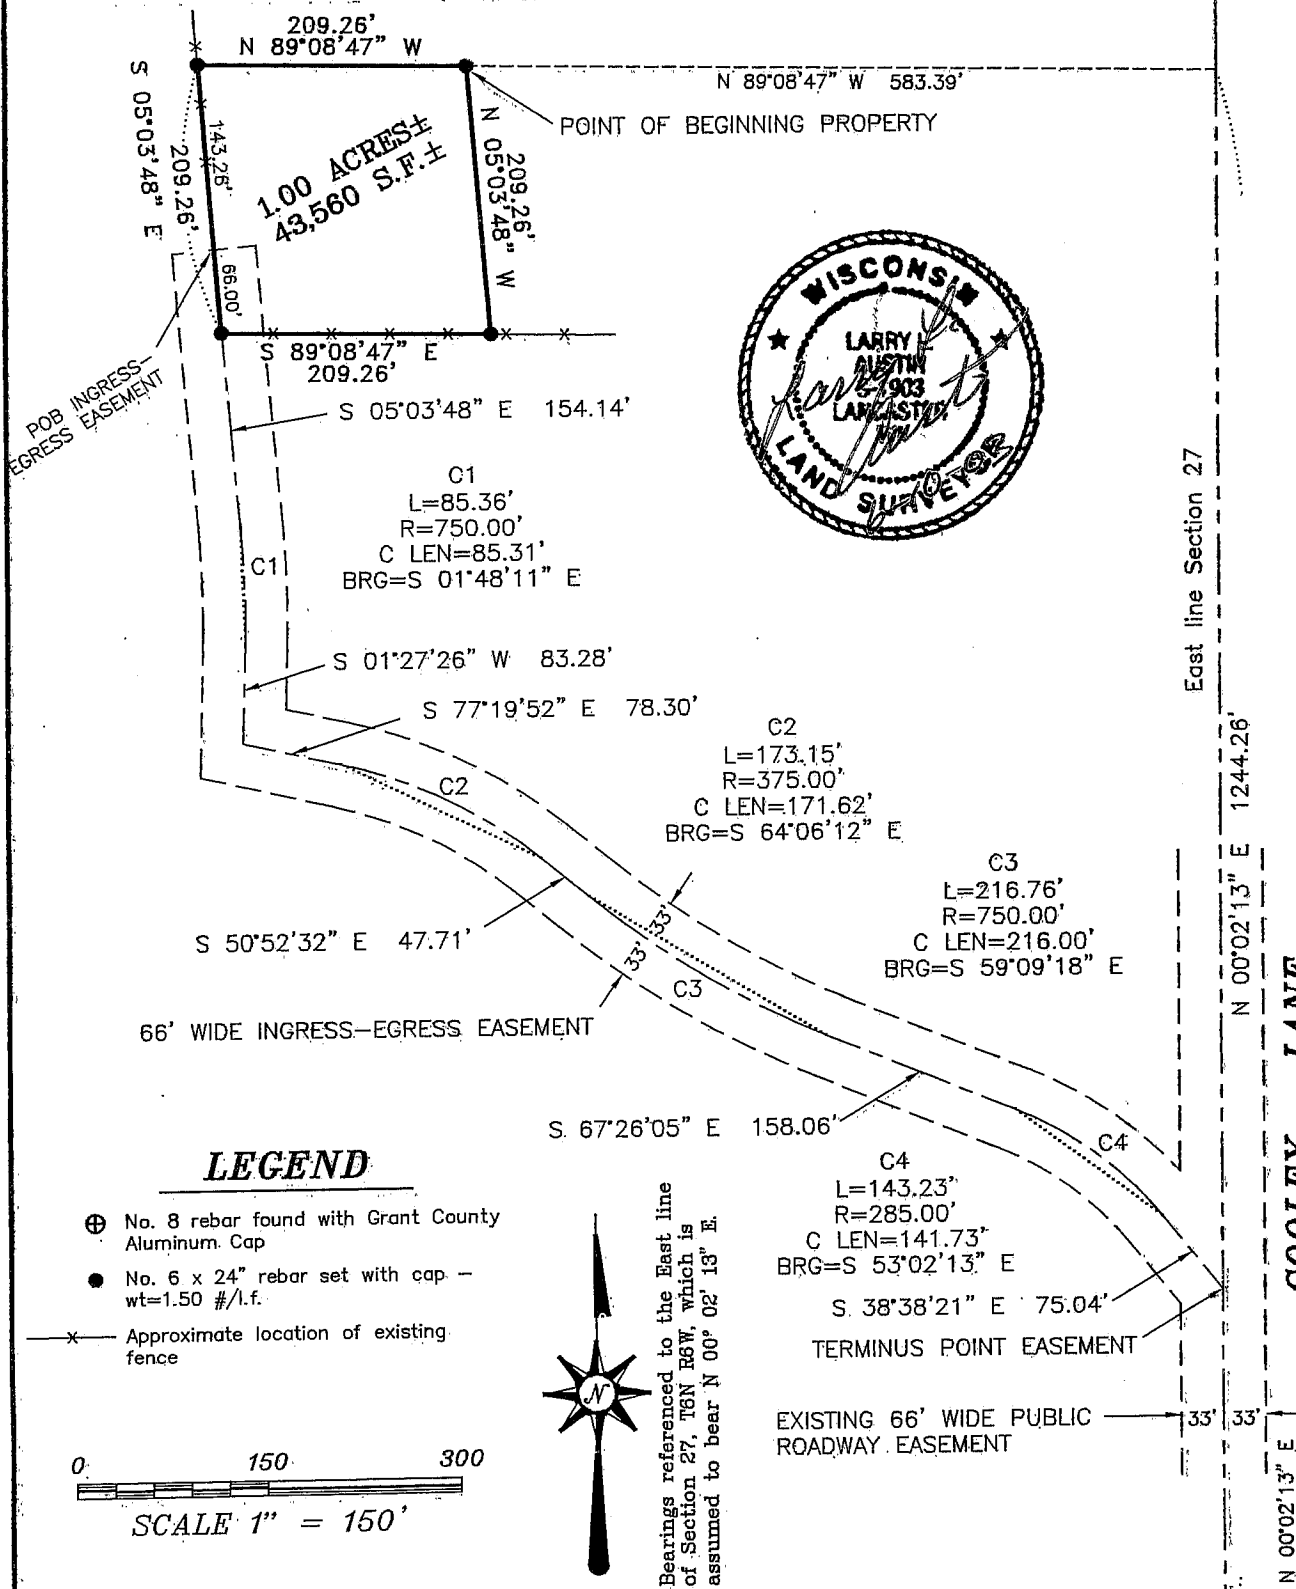 209.26'
N 89°08'47" W
N 89°08'47" W 583.39'
POINT OF BEGINNING PROPERTY
S 05°03'48" E
209.26'
143.26'
1.00 ACRES±
43,560 S.F.±
209.26'
N 05°03'48" W
66.00'
S 89°08'47" E
209.26'
POB INGRESS-
EGRESS EASEMENT
S 05°03'48" E 154.14'
WISCONSIN
LARRY
AUSTIN
LAND SURVEYOR
C1
L=85.36'
R=750.00'
C LEN=85.31'
BRG=S 01°48'11" E
C1
East line Section 27
S 01°27'26" W 83.28'
S 77°19'52" E 78.30'
C2
L=173.15'
R=375.00'
C LEN=171.62'
BRG=S 64°06'12" E
C2
N 00°02'13" E 1244.26'
C3
L=216.76'
R=750.00'
C LEN=216.00'
BRG=S 59°09'18" E
33'
33'
S 50°52'32" E 47.71'
C3
66' WIDE INGRESS-EGRESS EASEMENT
COOLEY LANE
S. 67°26'05" E 158.06'
C4
C4
L=143.23'
R=285.00'
C LEN=141.73'
BRG=S 53°02'13" E
S. 38°38'21" E 75.04'
TERMINUS POINT EASEMENT
EXISTING 66' WIDE PUBLIC
ROADWAY EASEMENT
33'
33'
N 00°02'13" E
LEGEND
No. 8 rebar found with Grant County
Aluminum Cap
No. 6 x 24" rebar set with cap -
wt=1.50 #/l.f.
x
Approximate location of existing
fence
N
Bearings referenced to the East line
of Section 27, T6N R6W, which is
assumed to bear N 00° 02' 13" E.
0 150 300
SCALE 1" = 150'